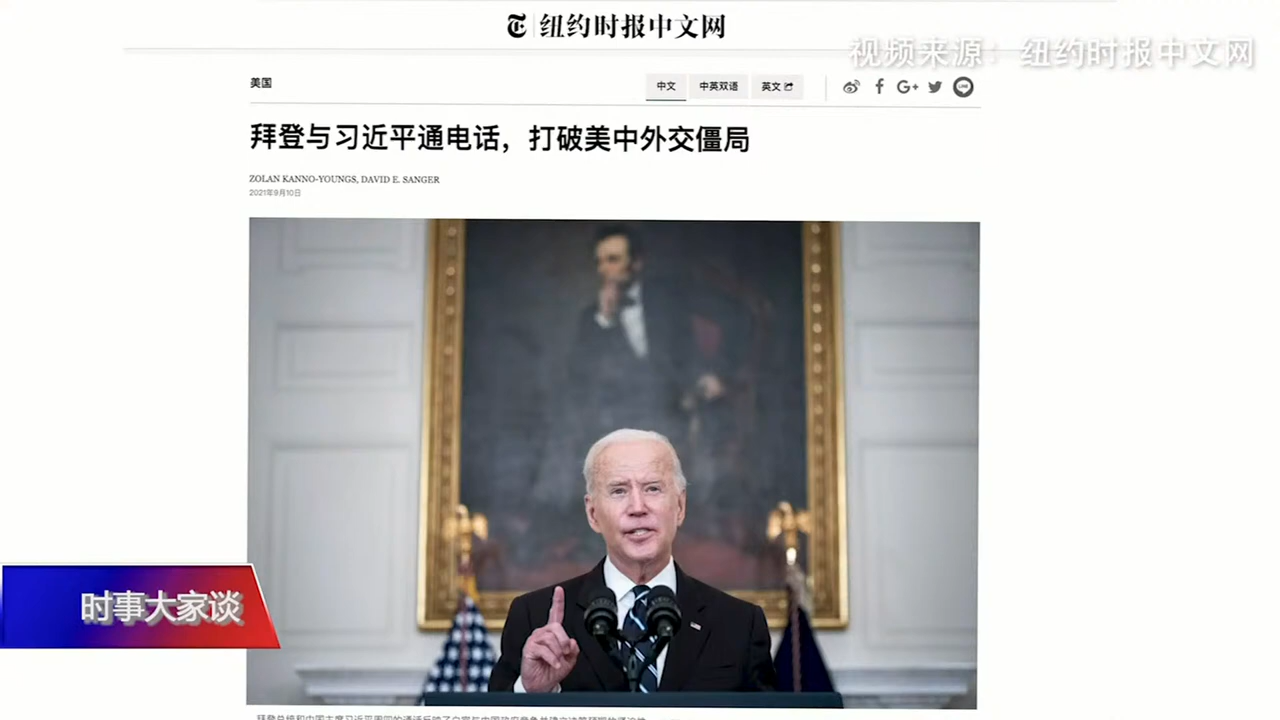 纽约时报中文网
视频来源：纽约时报中文网
美国
中文 中英双语 英文
拜登与习近平通电话，打破美中外交僵局
ZOLAN KANNO-YOUNGS, DAVID E. SANGER
2021年9月10日
时事大家谈